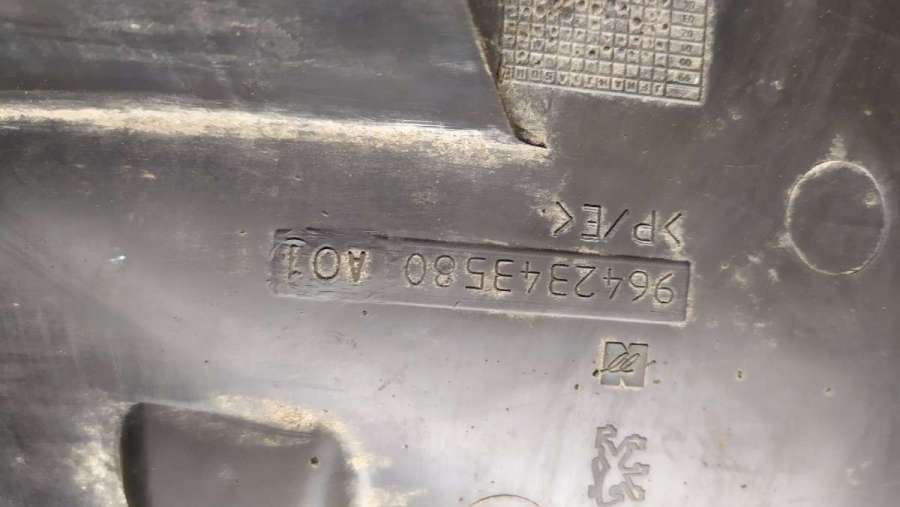 9642343580 A01
>P/E<
J F M A M J J A S O N D